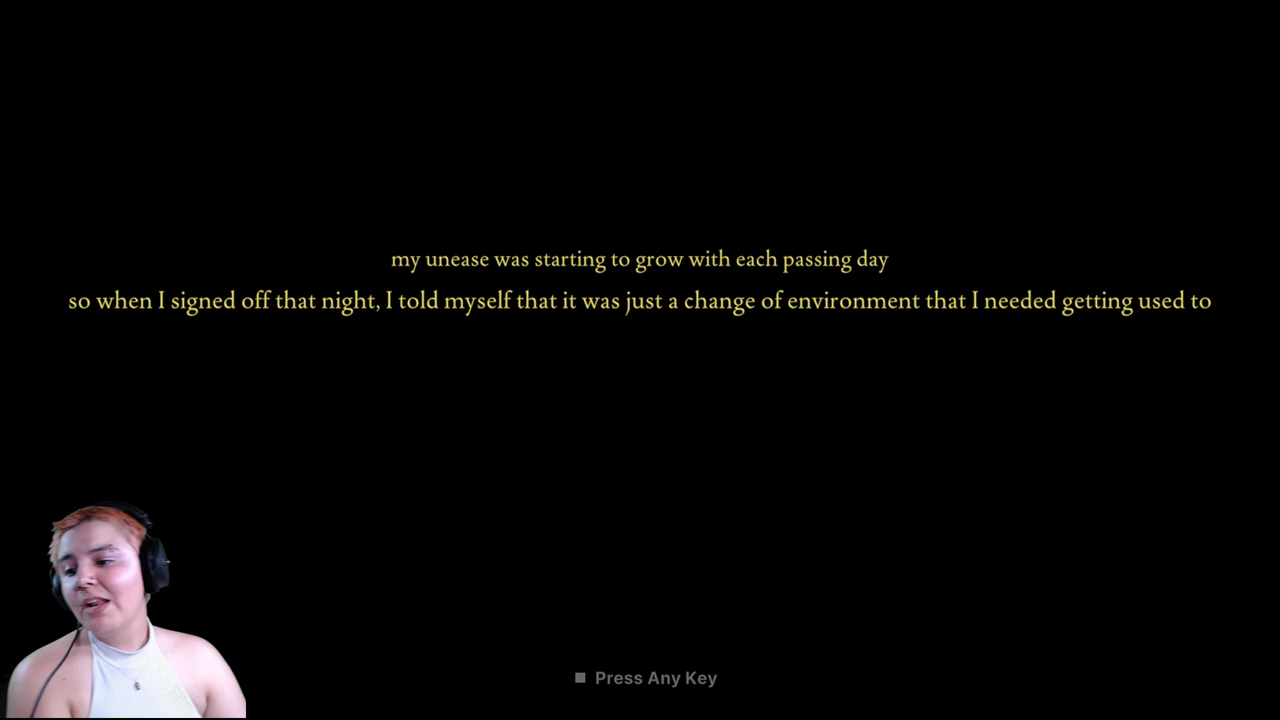 my unease was starting to grow with each passing day
so when I signed off that night, I told myself that it was just a change of environment that I needed getting used to
Press Any Key